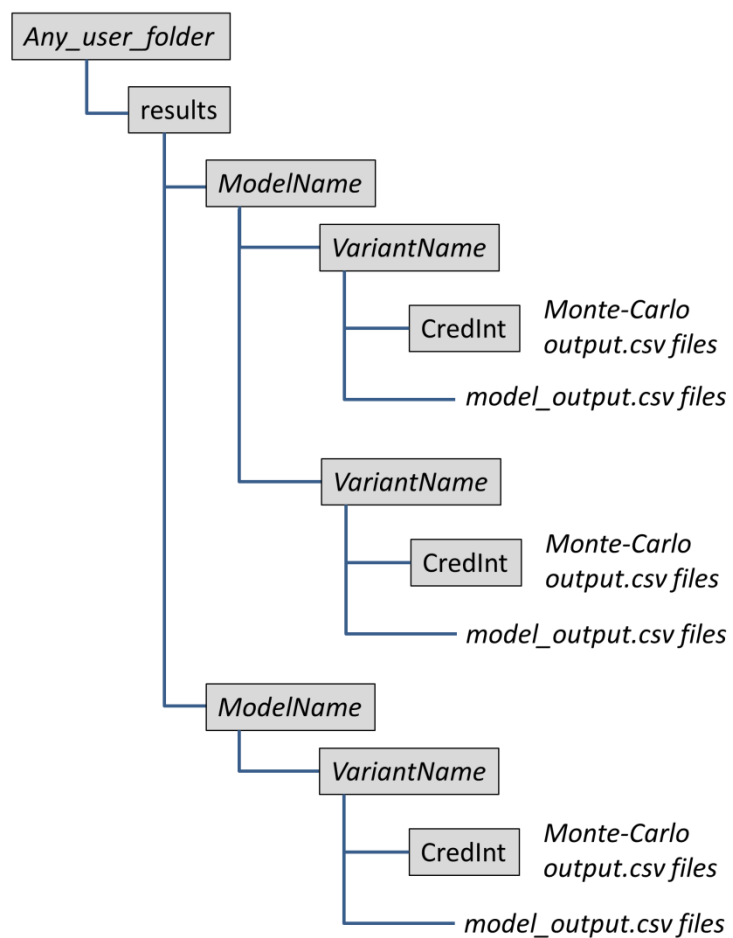 Any_user_folder
results
ModelName
VariantName
CredInt
Monte-Carlo
output.csv files
model_output.csv files
VariantName
CredInt
Monte-Carlo
output.csv files
model_output.csv files
ModelName
VariantName
CredInt
Monte-Carlo
output.csv files
model_output.csv files